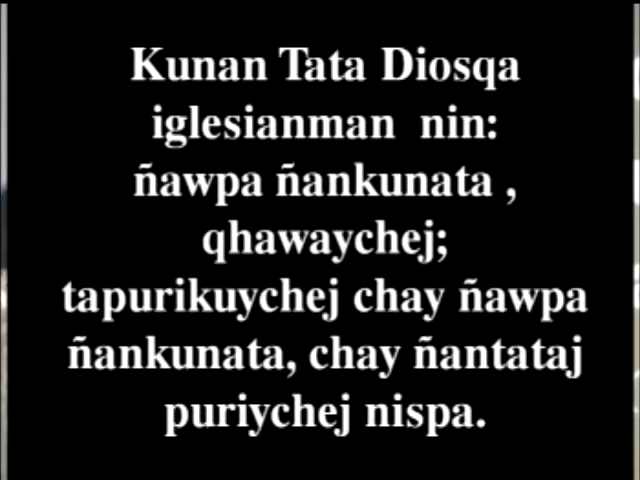 Kunan Tata Diosqa
iglesianman nin:
ñawpa ñankunata ,
qhawaychej;
tapurikuychej chay ñawpa
ñankunata, chay ñantataj
puriychej nispa.